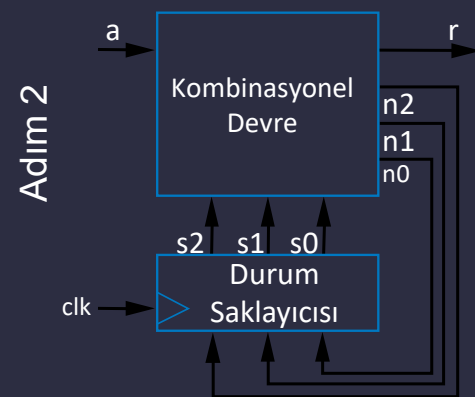 Adım 2
a
r
Kombinasyonel
Devre
n2
n1
n0
s2 s1 s0
clk
Durum
Saklayıcısı